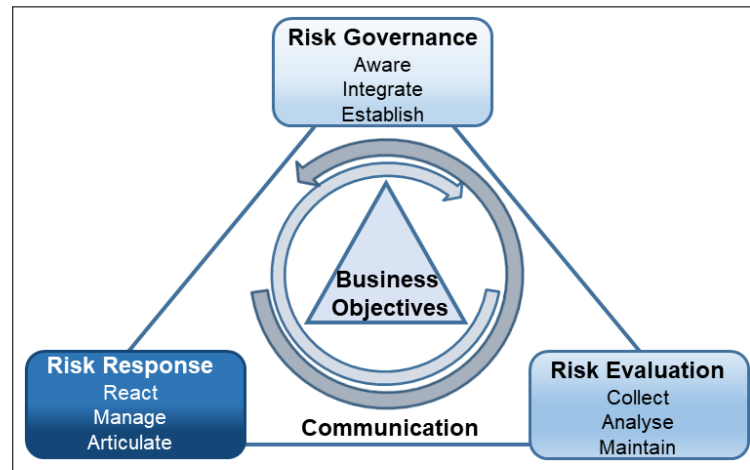 Risk Governance
Aware
Integrate
Establish
Business
Objectives
Risk Response
React
Manage
Articulate
Risk Evaluation
Collect
Analyse
Maintain
Communication